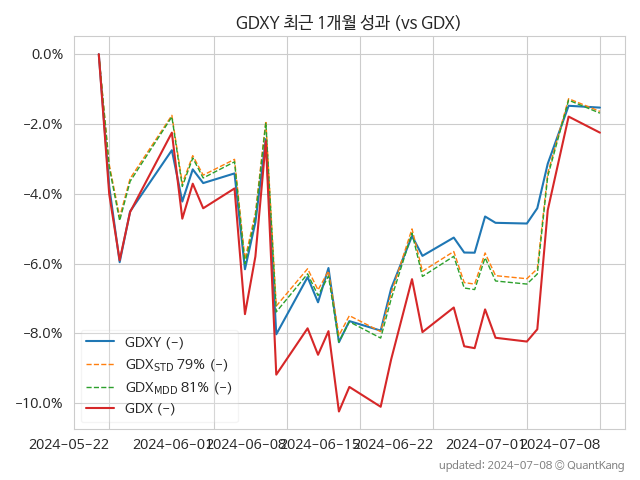 GDXY 최근 1개월 성과 (vs GDX)
0.0%
−2.0%
−4.0%
−6.0%
−8.0%
−10.0%
GDXY (−)
GDXSTD 79% (−)
GDXMDD 81% (−)
GDX (−)
2024-05-22 2024-06-01 2024-06-08 2024-06-15 2024-06-22 2024-07-01 2024-07-08
updated: 2024-07-08 © QuantKang